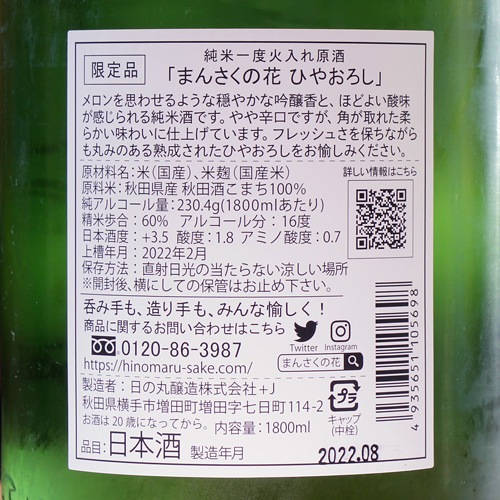 純米一度火入れ原酒
限定品 「まんさくの花 ひやおろし」
メロンを思わせるような穏やかな吟醸香と、ほどよい酸味
が感じられる純米酒です。やや辛口ですが、角が取れた柔
らかい味わいに仕上げています。フレッシュさを保ちながら
も丸みのある熟成されたひやおろしをお愉しみください。
原材料名:米(国産)、米麹(国産米)
原料米:秋田県産 秋田酒こまち100%
純アルコール量:230.4g(1800mlあたり)
精米歩合:60% アルコール分:16度
日本酒度:+3.5 酸度:1.8 アミノ酸度:0.7
上槽年月:2022年2月
保存方法:直射日光の当たらない涼しい場所
※開封後、横にしての保管はお止め下さい。
詳しい情報はこちら
呑み手も、造り手も、みんな愉しく!
商品に関するお問い合わせはこちら
0120-86-3987
https://hinomaru-sake.com/
Twitter Instagram
まんさくの花
製造者:日の丸醸造株式会社+J
秋田県横手市増田町増田字七日町114-2
お酒は20歳になってから。 内容量:1800ml
プラ
キャップ
(中栓)
品目:日本酒 製造年月 2022.08
4935651105698